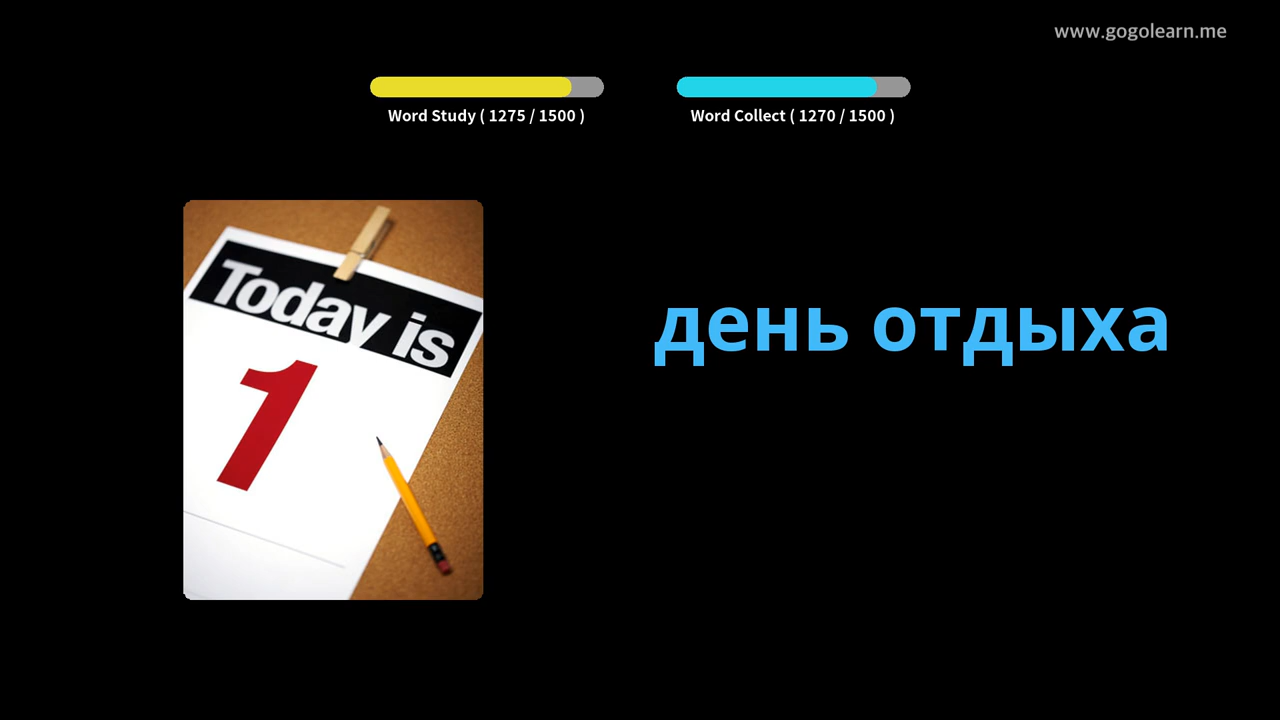 www.gogolearn.me
Word Study ( 1275 / 1500 )
Word Collect ( 1270 / 1500 )
Today is
1
день отдыха